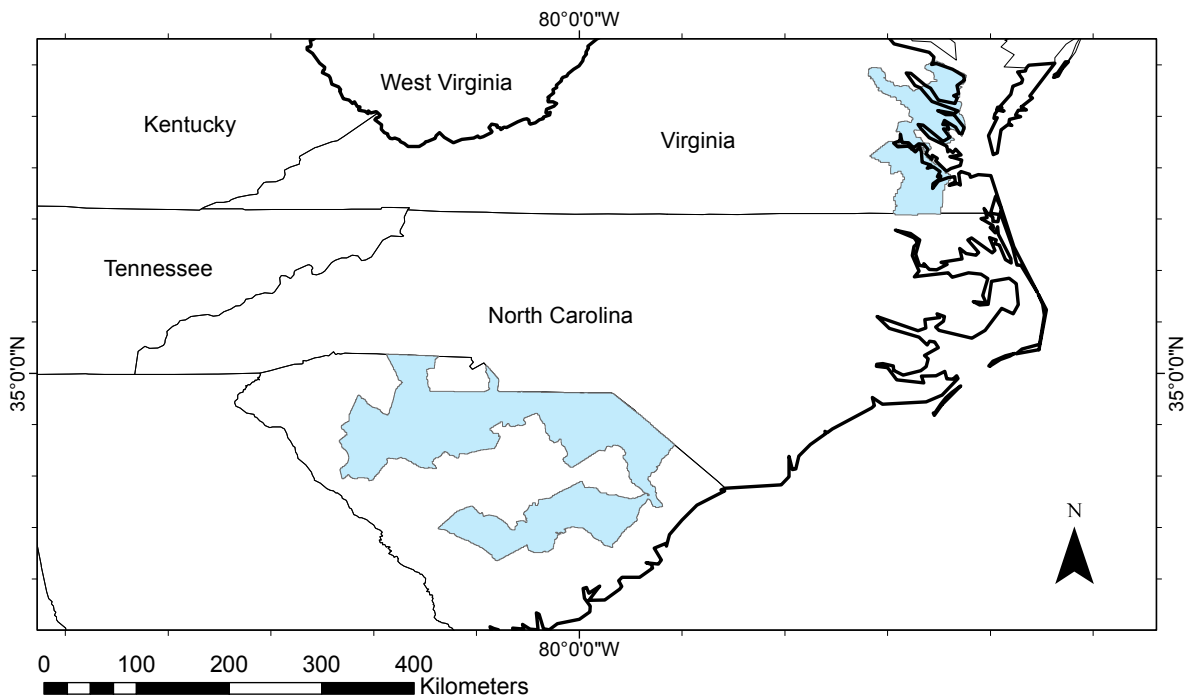 80°0'0"W
West Virginia
Kentucky
Virginia
Tennessee
North Carolina
35°0'0"N
35°0'0"N
N
80°0'0"W
0 100 200 300 400
Kilometers